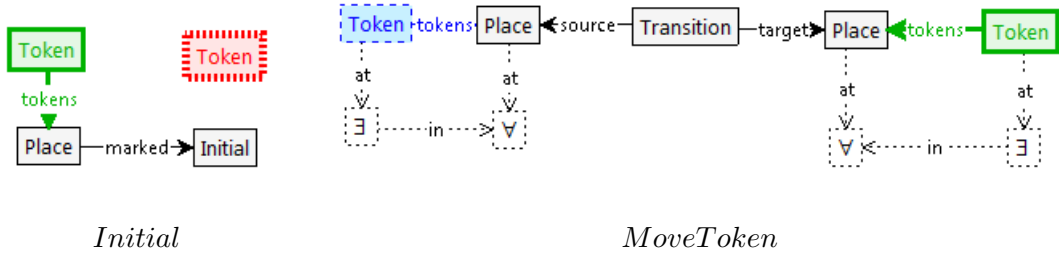 Token
Token
tokens
Place marked Initial
Token tokens Place source Transition target Place tokens Token
at at at at
∃ in ∀ ∀ in ∃
Initial MoveToken